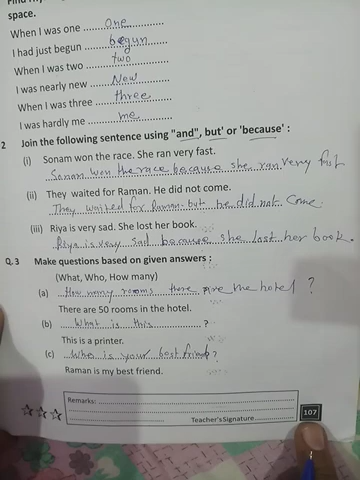 space.
When I was one ...one...
I had just begun ...begun...
When I was two ...two...
I was nearly new ...New...
When I was three ...three...
I was hardly me ...me...
2 Join the following sentence using "and", but' or 'because' :
(i) Sonam won the race. She ran very fast.
Sonam won the race because she ran very fast
(ii) They waited for Raman. He did not come.
They waited for Raman but he did not come.
(iii) Riya is very sad. She lost her book.
Riya is very sad because she lost her book.
Q.3 Make questions based on given answers :
(What, Who, How many)
(a) How many rooms there are the hotel ?
There are 50 rooms in the hotel.
(b) What is this ?
This is a printer.
(c) Who is your best friend ?
Raman is my best friend.
Remarks:
Teacher's Signature
107